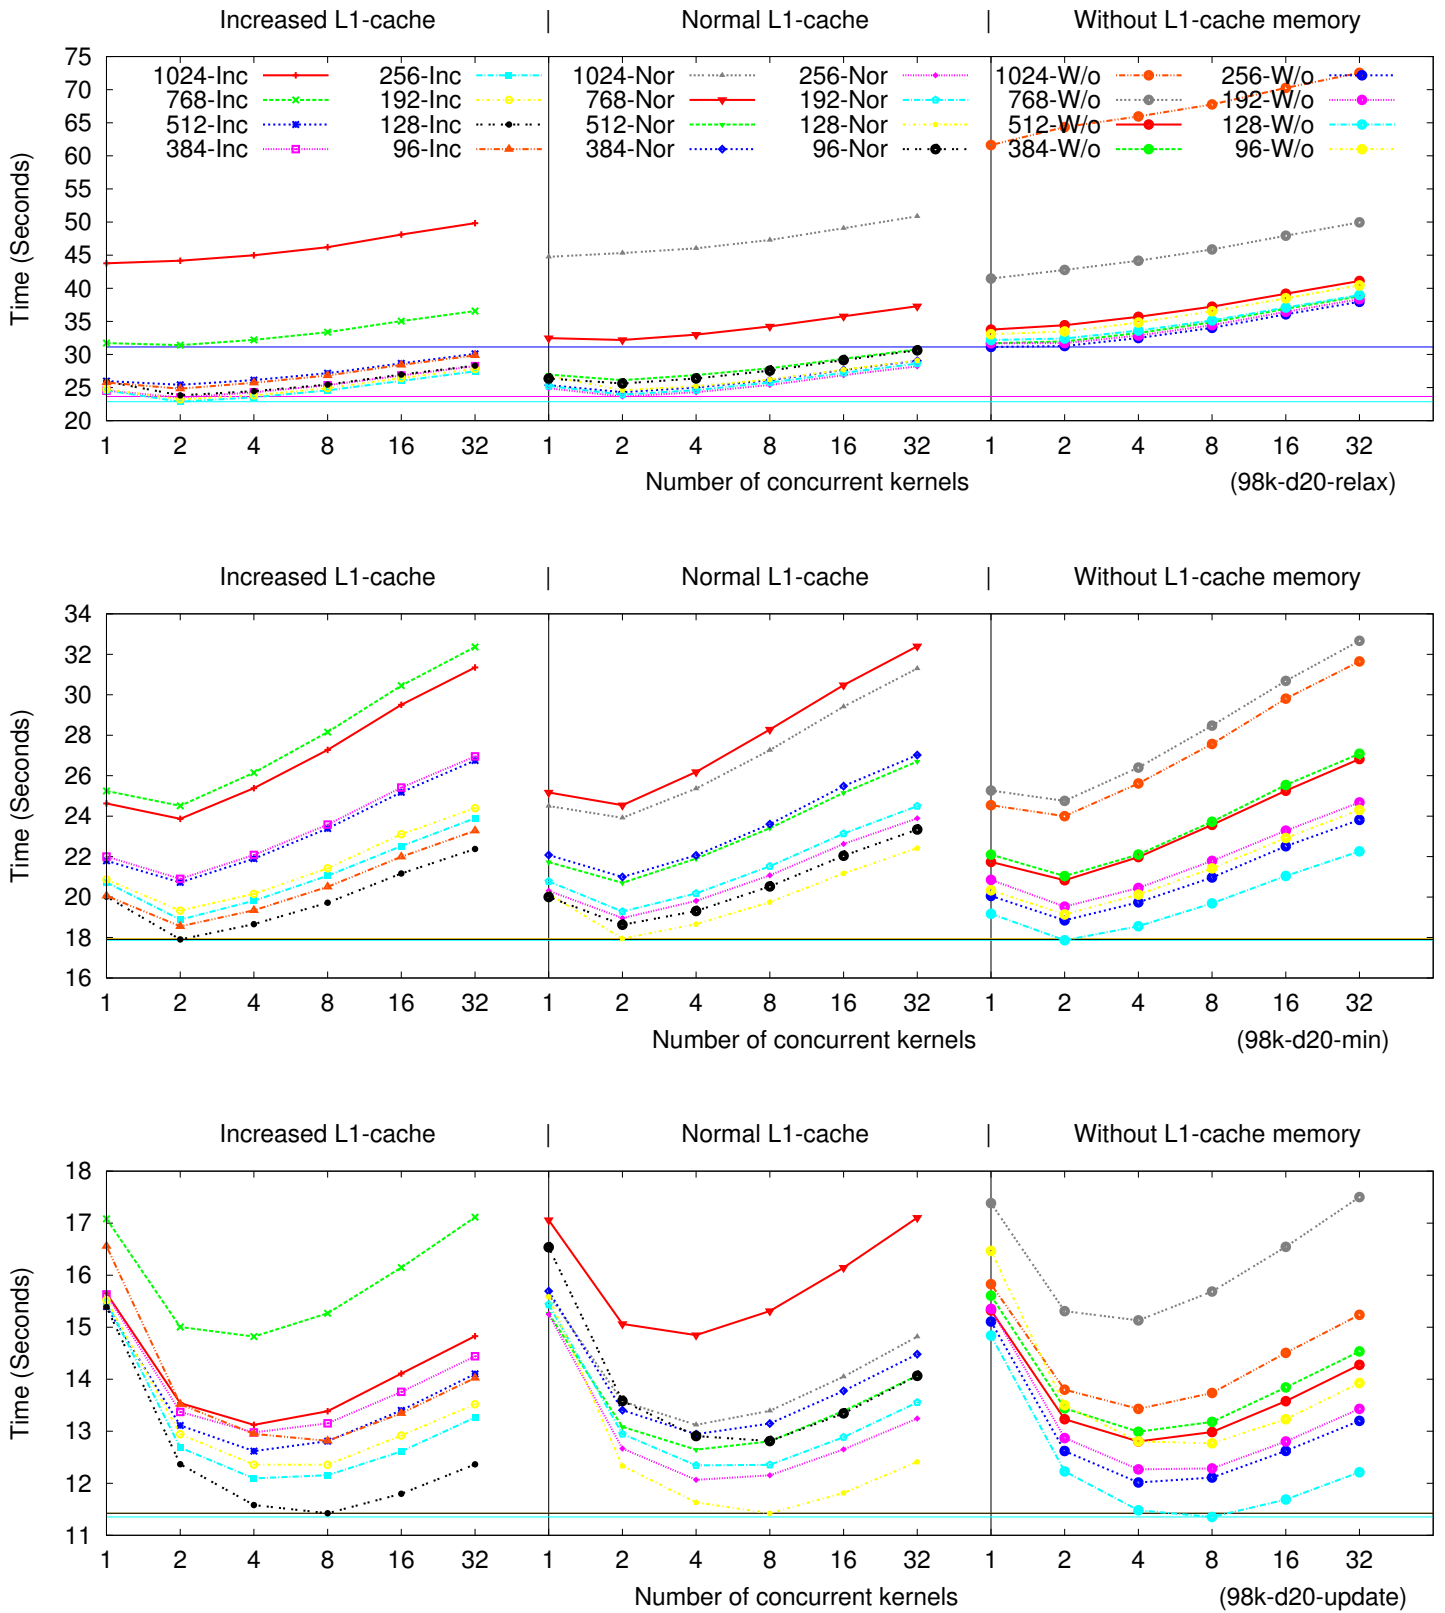 Increased L1-cache | Normal L1-cache | Without L1-cache memory
75
70
65
60
55
50
45
40
35
30
25
20
Time (Seconds)
1024-Inc 256-Inc 1024-Nor 256-Nor 1024-W/o 256-W/o
768-Inc 192-Inc 768-Nor 192-Nor 768-W/o 192-W/o
512-Inc 128-Inc 512-Nor 128-Nor 512-W/o 128-W/o
384-Inc 96-Inc 384-Nor 96-Nor 384-W/o 96-W/o
1 2 4 8 16 32 1 2 4 8 16 32 1 2 4 8 16 32
Number of concurrent kernels (98k-d20-relax)
Increased L1-cache | Normal L1-cache | Without L1-cache memory
34
32
30
28
26
24
22
20
18
16
Time (Seconds)
1 2 4 8 16 32 1 2 4 8 16 32 1 2 4 8 16 32
Number of concurrent kernels (98k-d20-min)
Increased L1-cache | Normal L1-cache | Without L1-cache memory
18
17
16
15
14
13
12
11
Time (Seconds)
1 2 4 8 16 32 1 2 4 8 16 32 1 2 4 8 16 32
Number of concurrent kernels (98k-d20-update)